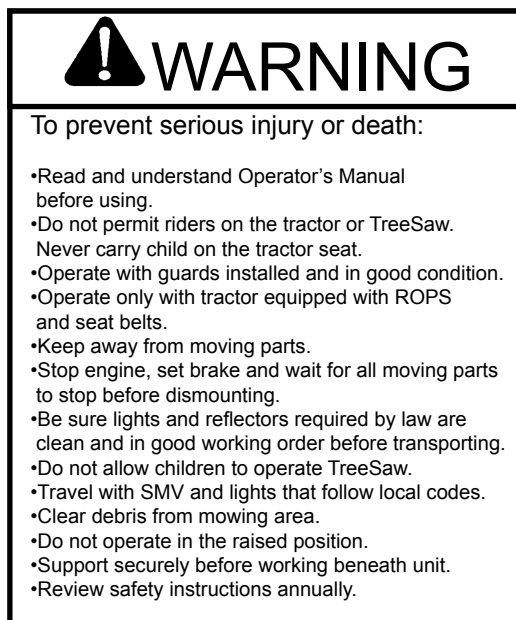 WARNING
To prevent serious injury or death:
•Read and understand Operator's Manual
before using.
•Do not permit riders on the tractor or TreeSaw.
Never carry child on the tractor seat.
•Operate with guards installed and in good condition.
•Operate only with tractor equipped with ROPS
and seat belts.
•Keep away from moving parts.
•Stop engine, set brake and wait for all moving parts
to stop before dismounting.
•Be sure lights and reflectors required by law are
clean and in good working order before transporting.
•Do not allow children to operate TreeSaw.
•Travel with SMV and lights that follow local codes.
•Clear debris from mowing area.
•Do not operate in the raised position.
•Support securely before working beneath unit.
•Review safety instructions annually.